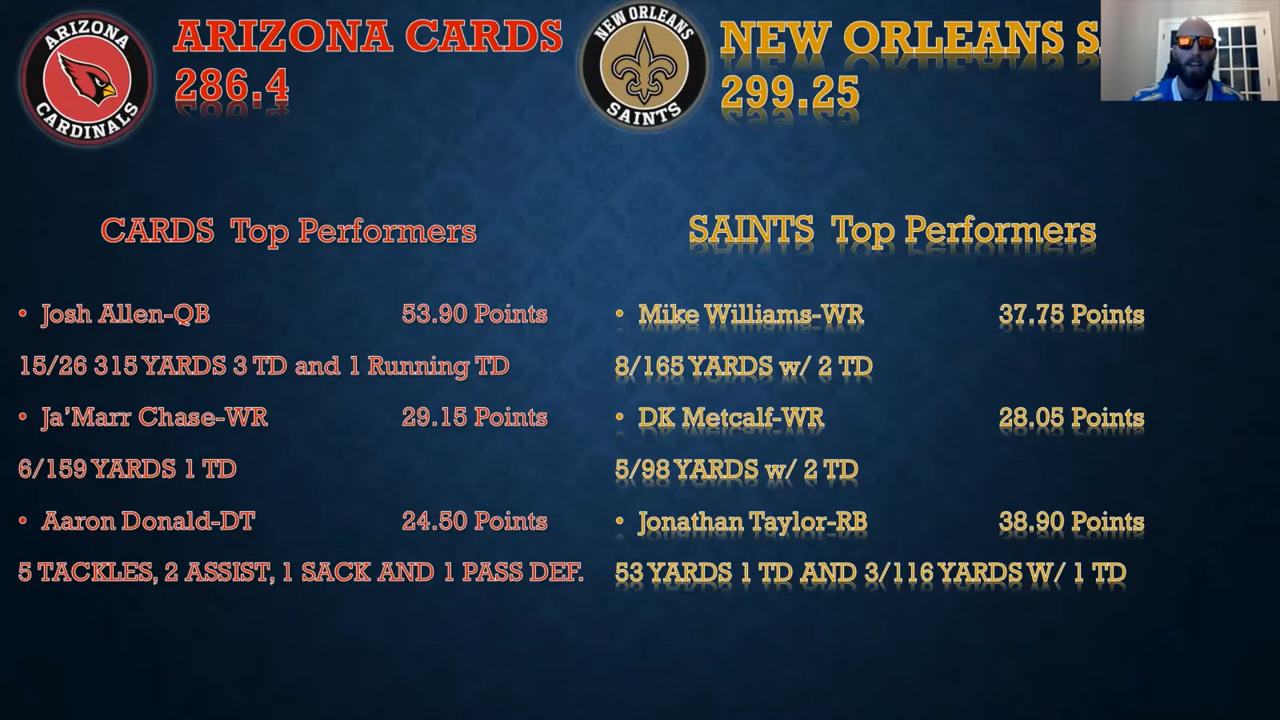 ARIZONA
CARDINALS
ARIZONA CARDS
286.4
NEW ORLEANS
SAINTS
NEW ORLEANS S
299.25
CARDS Top Performers
• Josh Allen-QB 53.90 Points
15/26 315 YARDS 3 TD and 1 Running TD
• Ja'Marr Chase-WR 29.15 Points
6/159 YARDS 1 TD
• Aaron Donald-DT 24.50 Points
5 TACKLES, 2 ASSIST, 1 SACK AND 1 PASS DEF.
SAINTS Top Performers
• Mike Williams-WR 37.75 Points
8/165 YARDS w/ 2 TD
• DK Metcalf-WR 28.05 Points
5/98 YARDS w/ 2 TD
• Jonathan Taylor-RB 38.90 Points
53 YARDS 1 TD AND 3/116 YARDS W/ 1 TD